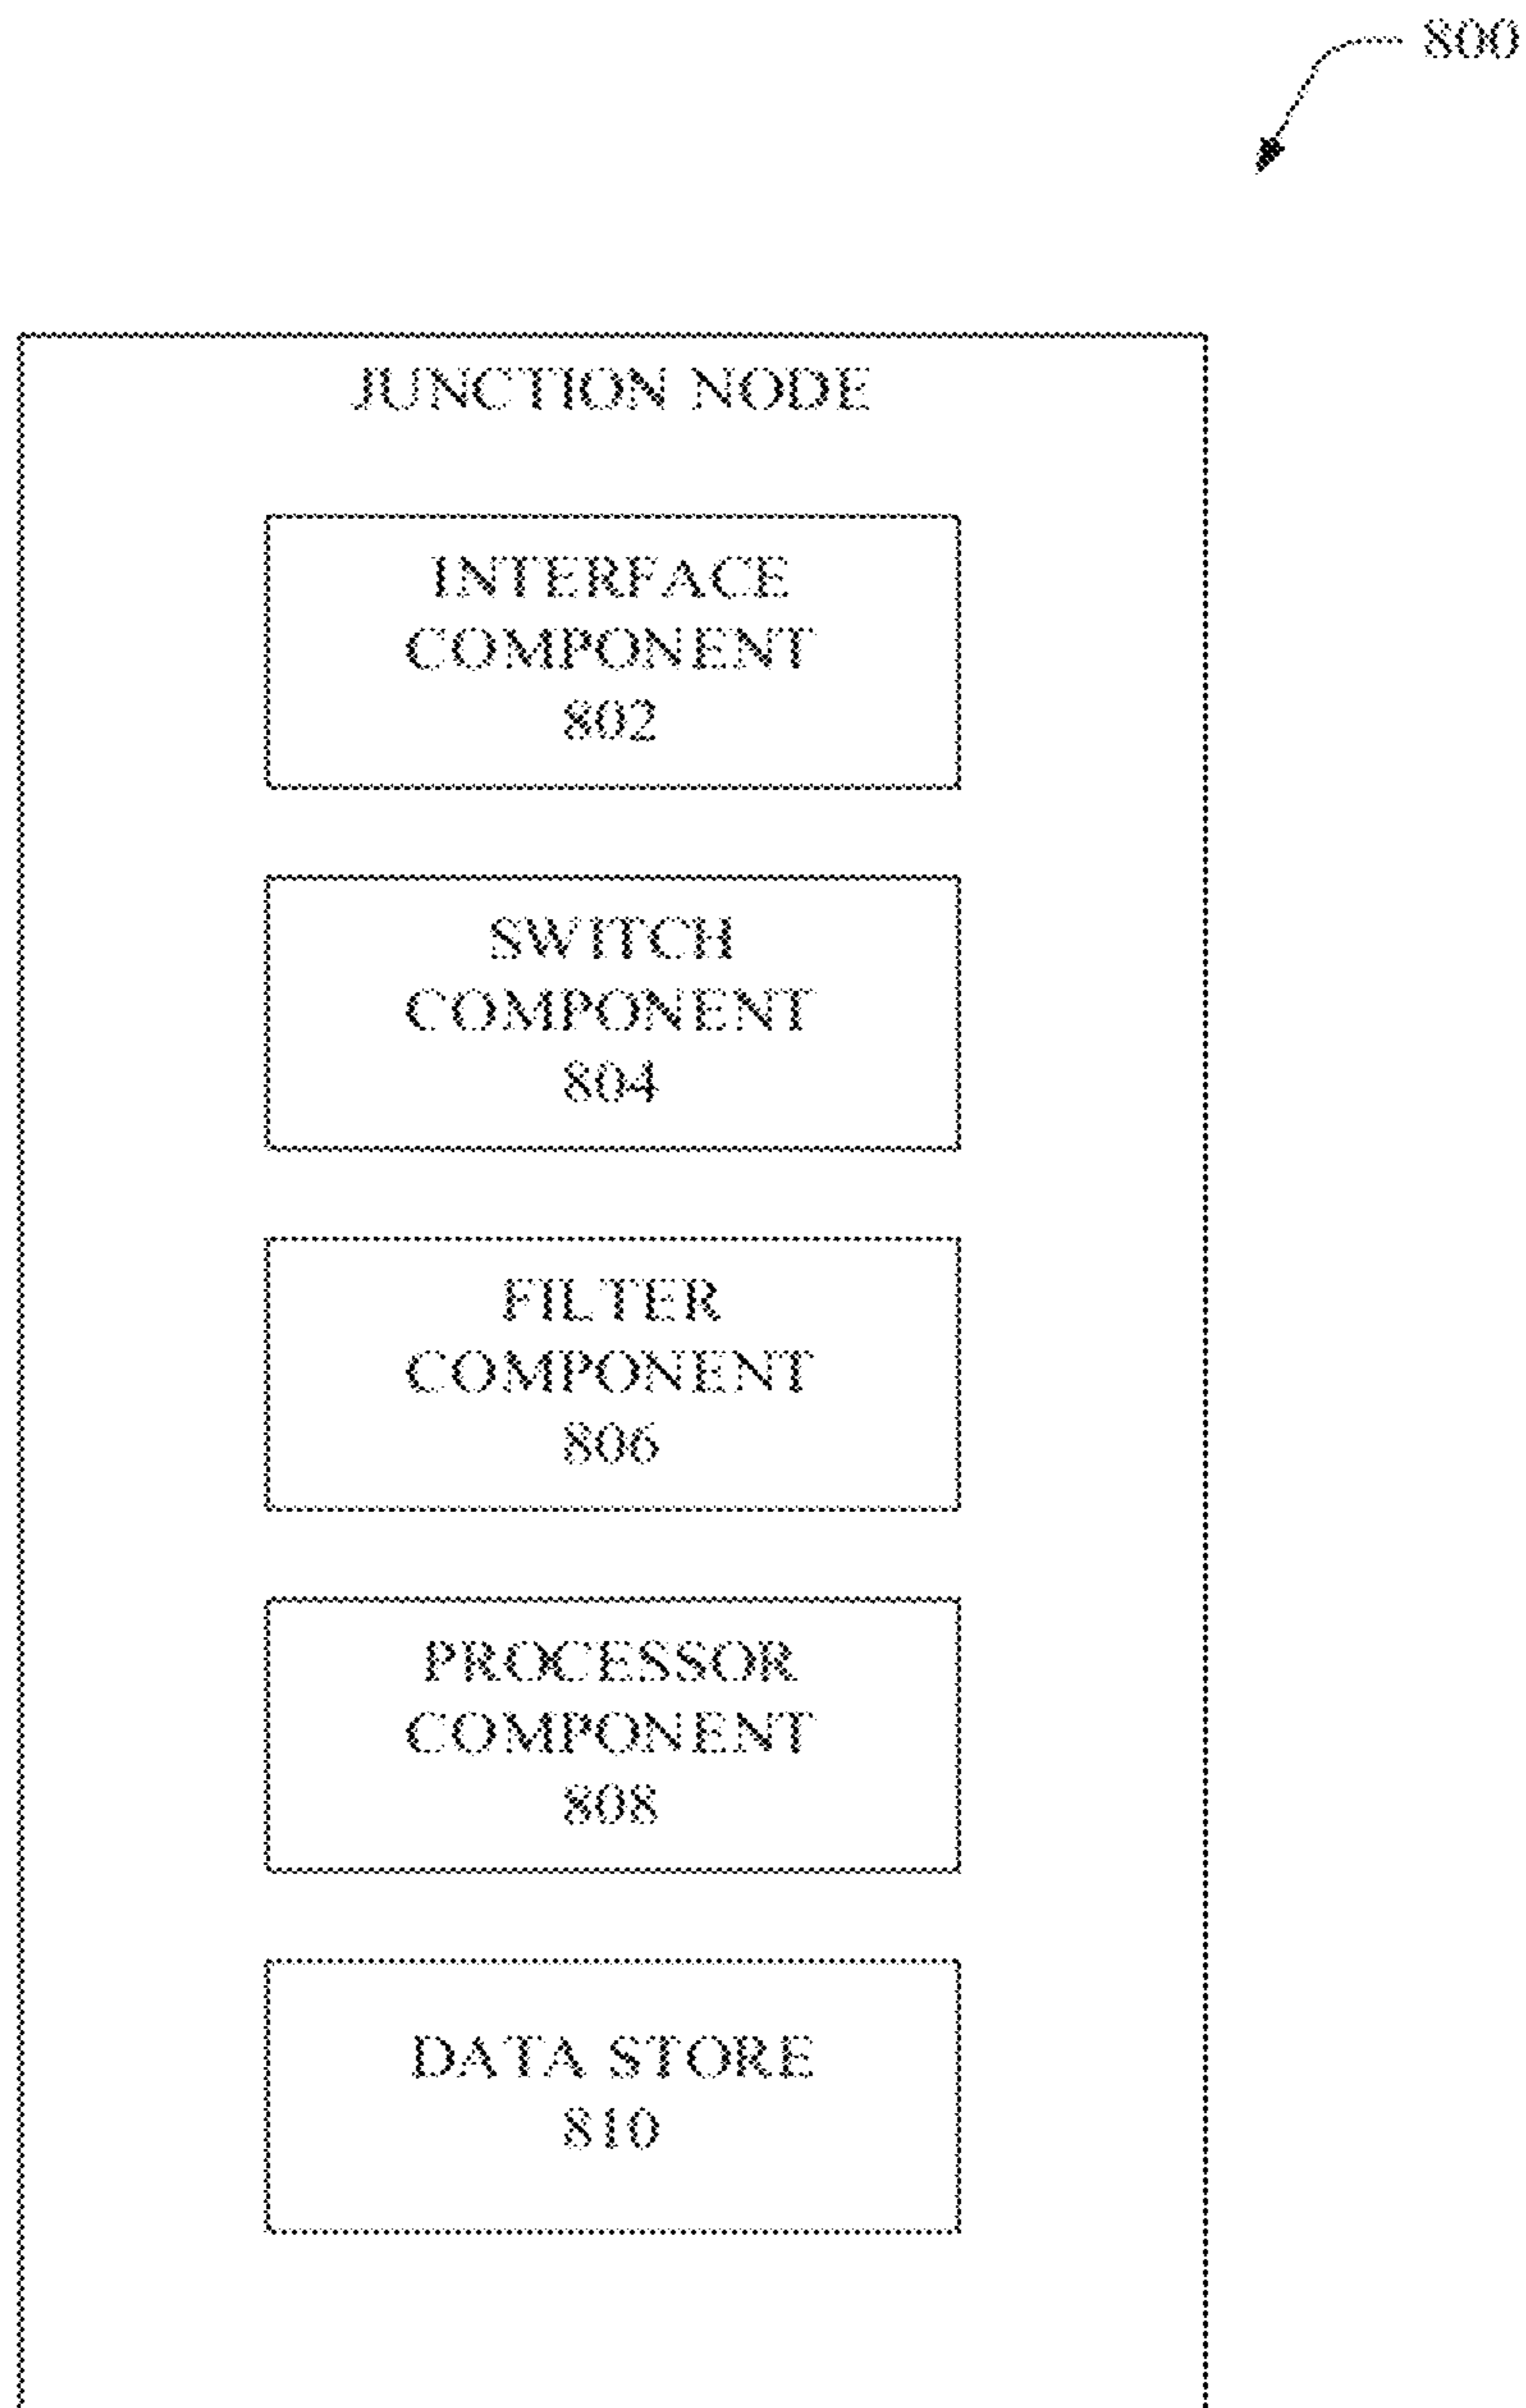 800
JUNCTION NODE
INTERFACE
COMPONENT
802
SWITCH
COMPONENT
804
FILTER
COMPONENT
806
PROCESSOR
COMPONENT
808
DATA STORE
810